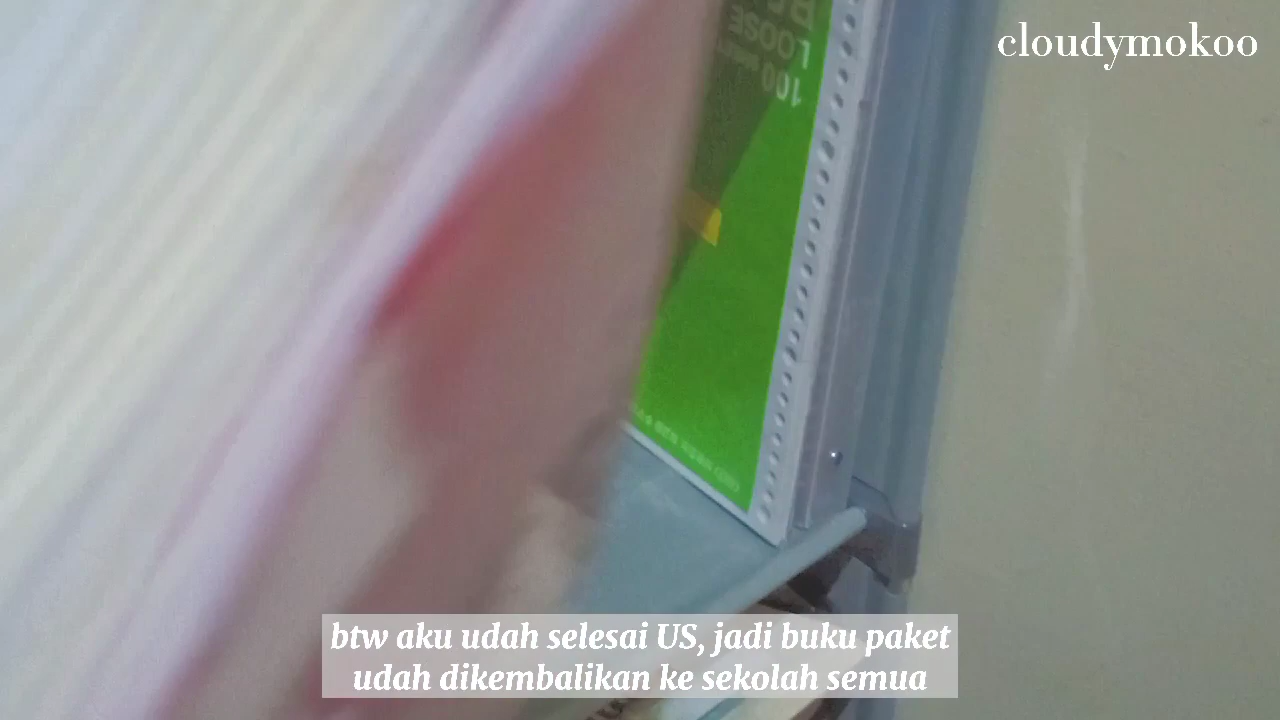 cloudymokoo
LOOSE
100
btw aku udah selesai US, jadi buku paket
udah dikembalikan ke sekolah semua